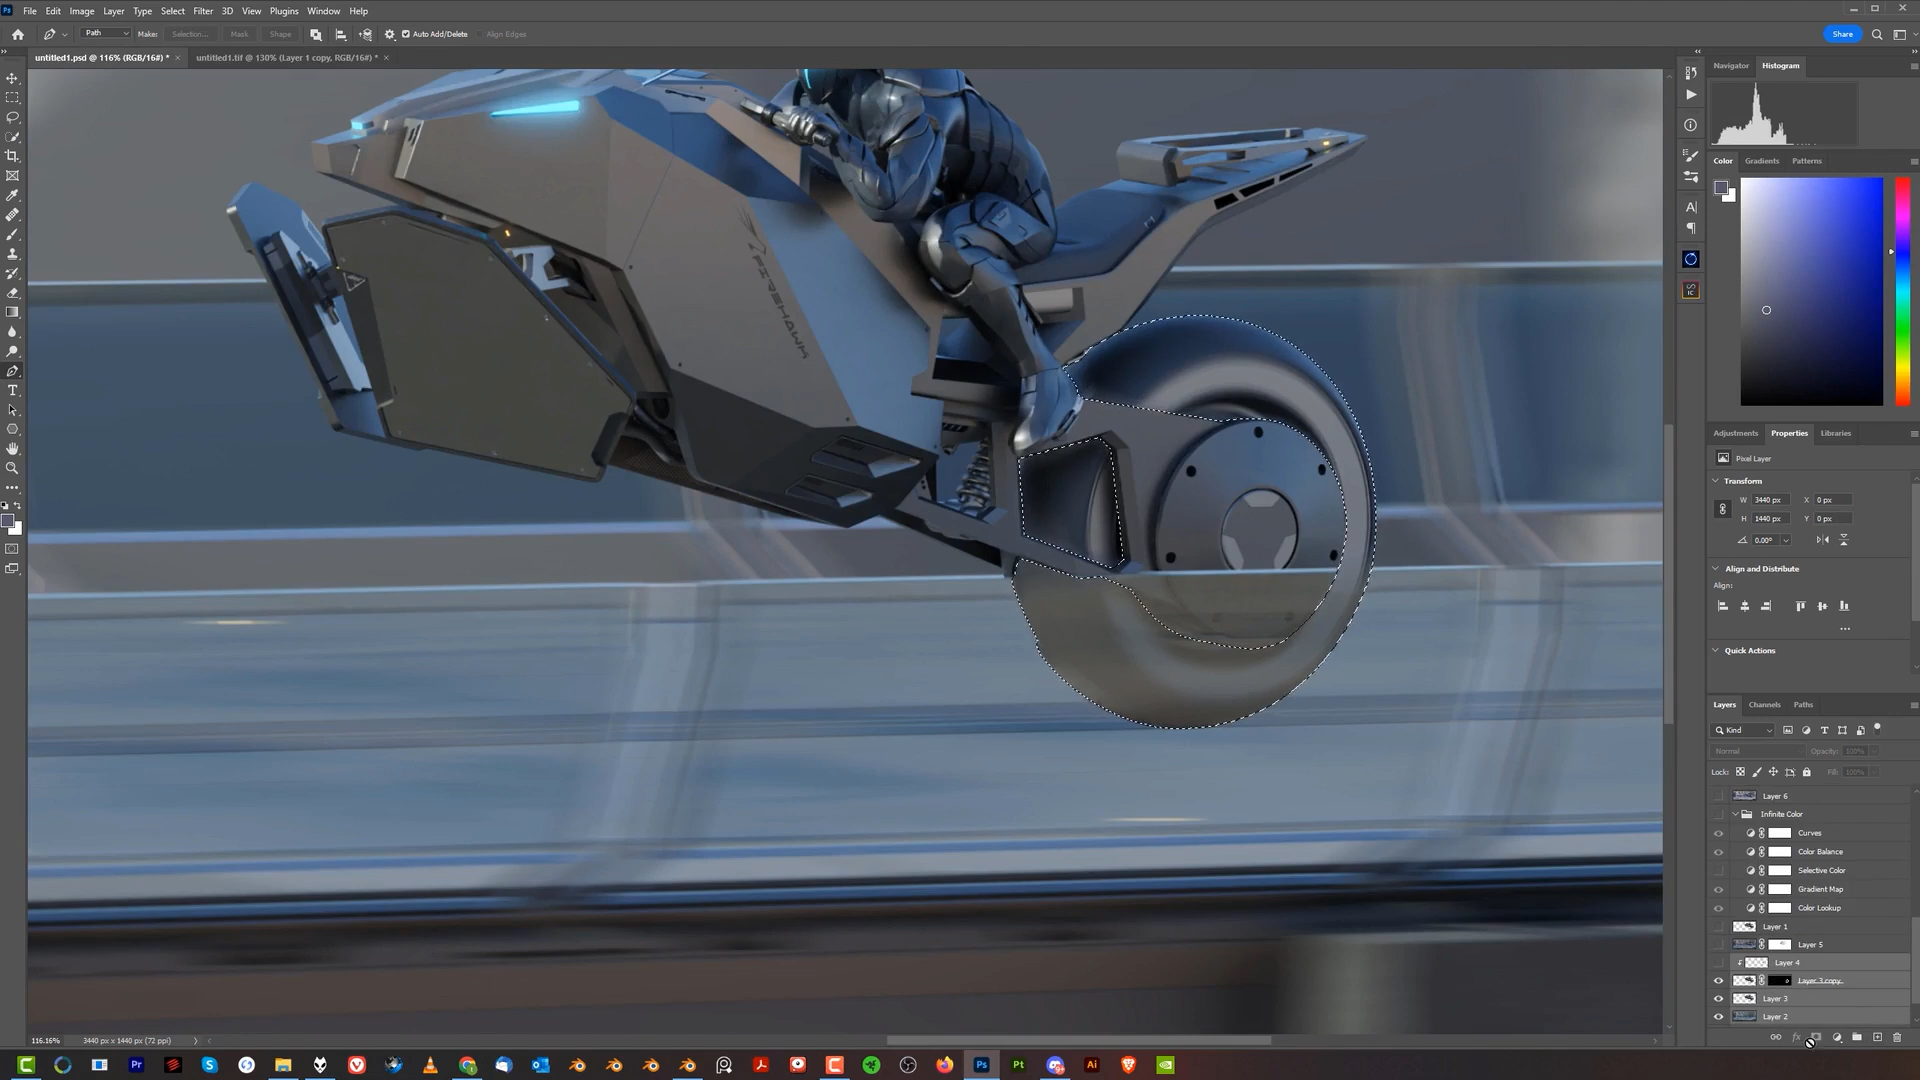 File Edit Image Layer Type Select Filter 3D View Plugins Window Help
Path Make: Selection... Mask Shape Auto Add/Delete Align Edges Share
untitled1.psd @ 116% (RGB/16#) * × untitled1.tif @ 130% (Layer 1 copy, RGB/16#) * ×
Navigator Histogram
Color Gradients Patterns
FIREHAWK
Adjustments Properties Libraries
Pixel Layer
Transform
W 3440 px X 0 px
H 1440 px Y 0 px
0.00°
Align and Distribute
Align:
Quick Actions
Layers Channels Paths
Kind
Normal Opacity: 100%
Lock: Fill: 100%
Layer 6
Infinite Color
Curves
Color Balance
Selective Color
Gradient Map
Color Lookup
Layer 1
Layer 5
Layer 4
Layer 3 copy
Layer 3
Layer 2
116.16% 3440 px x 1440 px (72 ppi)